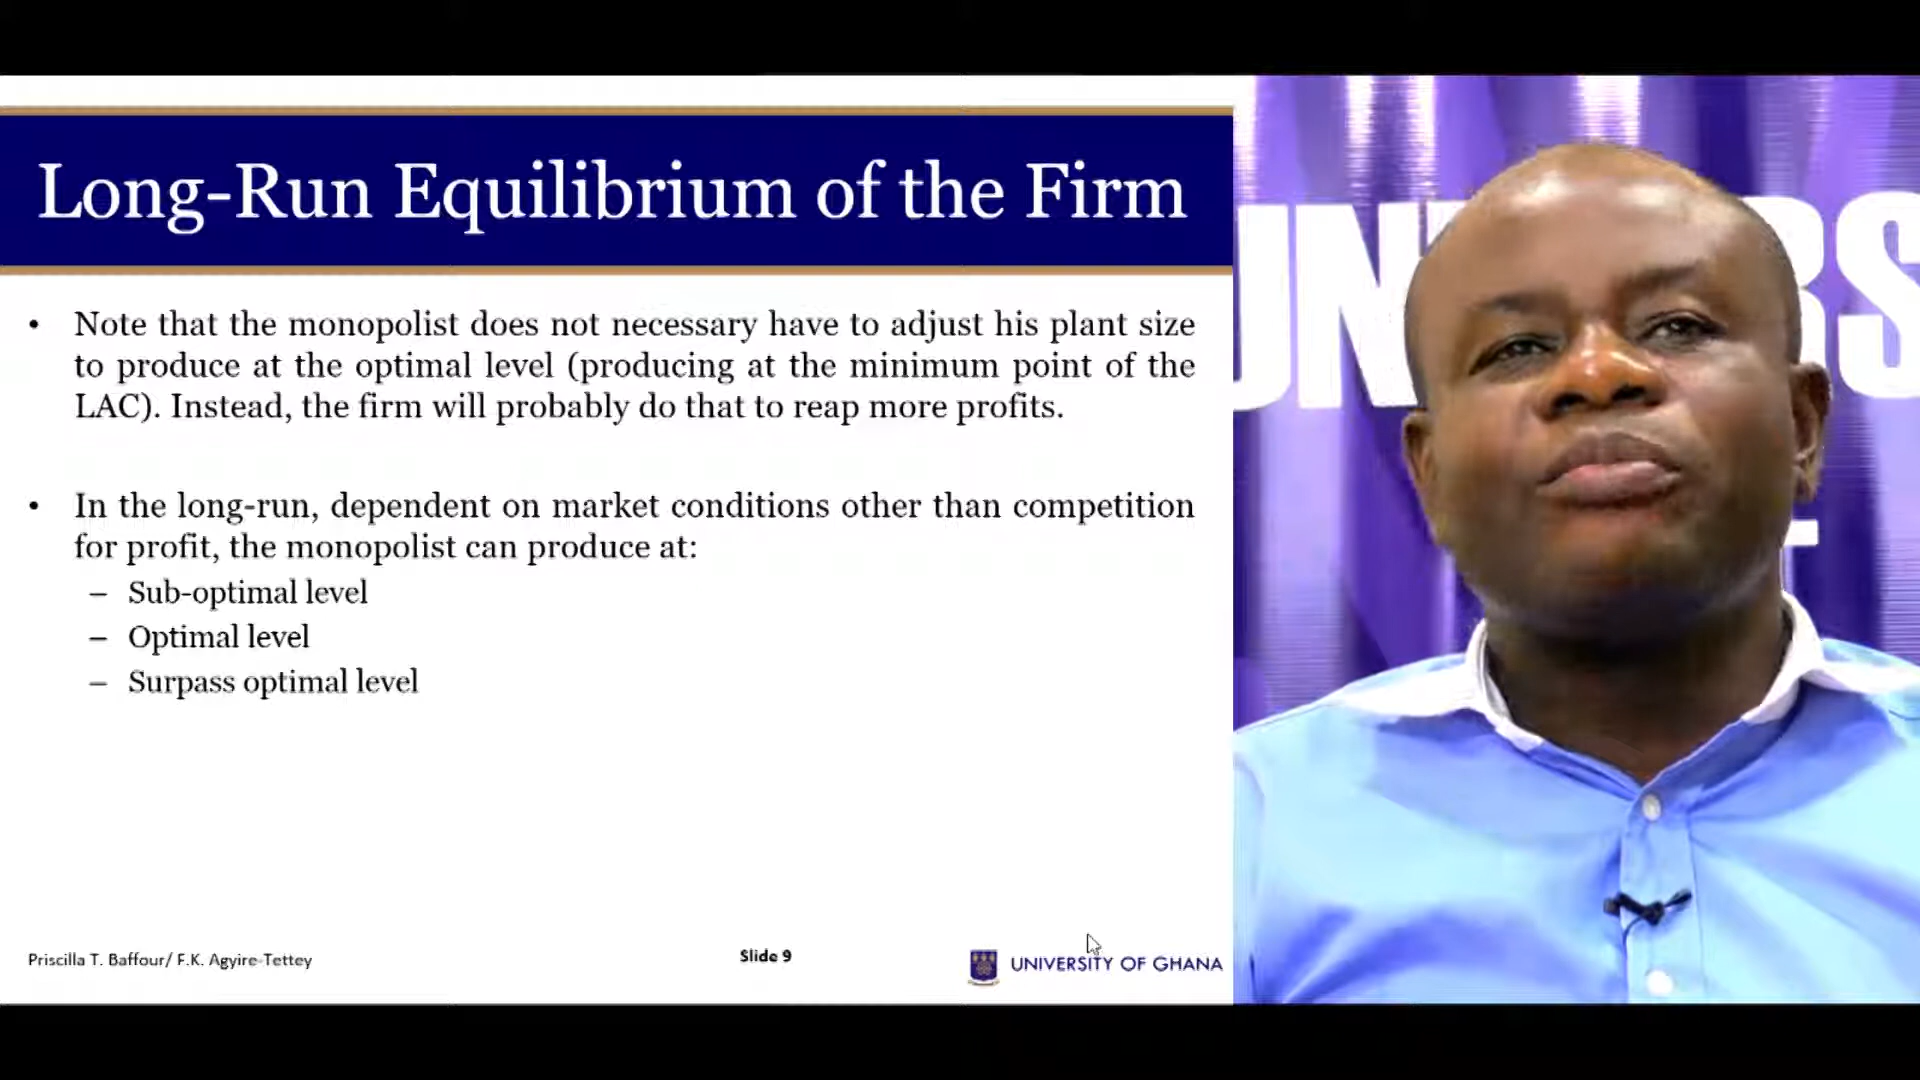 Long-Run Equilibrium of the Firm
• Note that the monopolist does not necessary have to adjust his plant size
to produce at the optimal level (producing at the minimum point of the
LAC). Instead, the firm will probably do that to reap more profits.
• In the long-run, dependent on market conditions other than competition
for profit, the monopolist can produce at:
– Sub-optimal level
– Optimal level
– Surpass optimal level
Priscilla T. Baffour/ F.K. Agyire-Tettey
Slide 9
UNIVERSITY OF GHANA